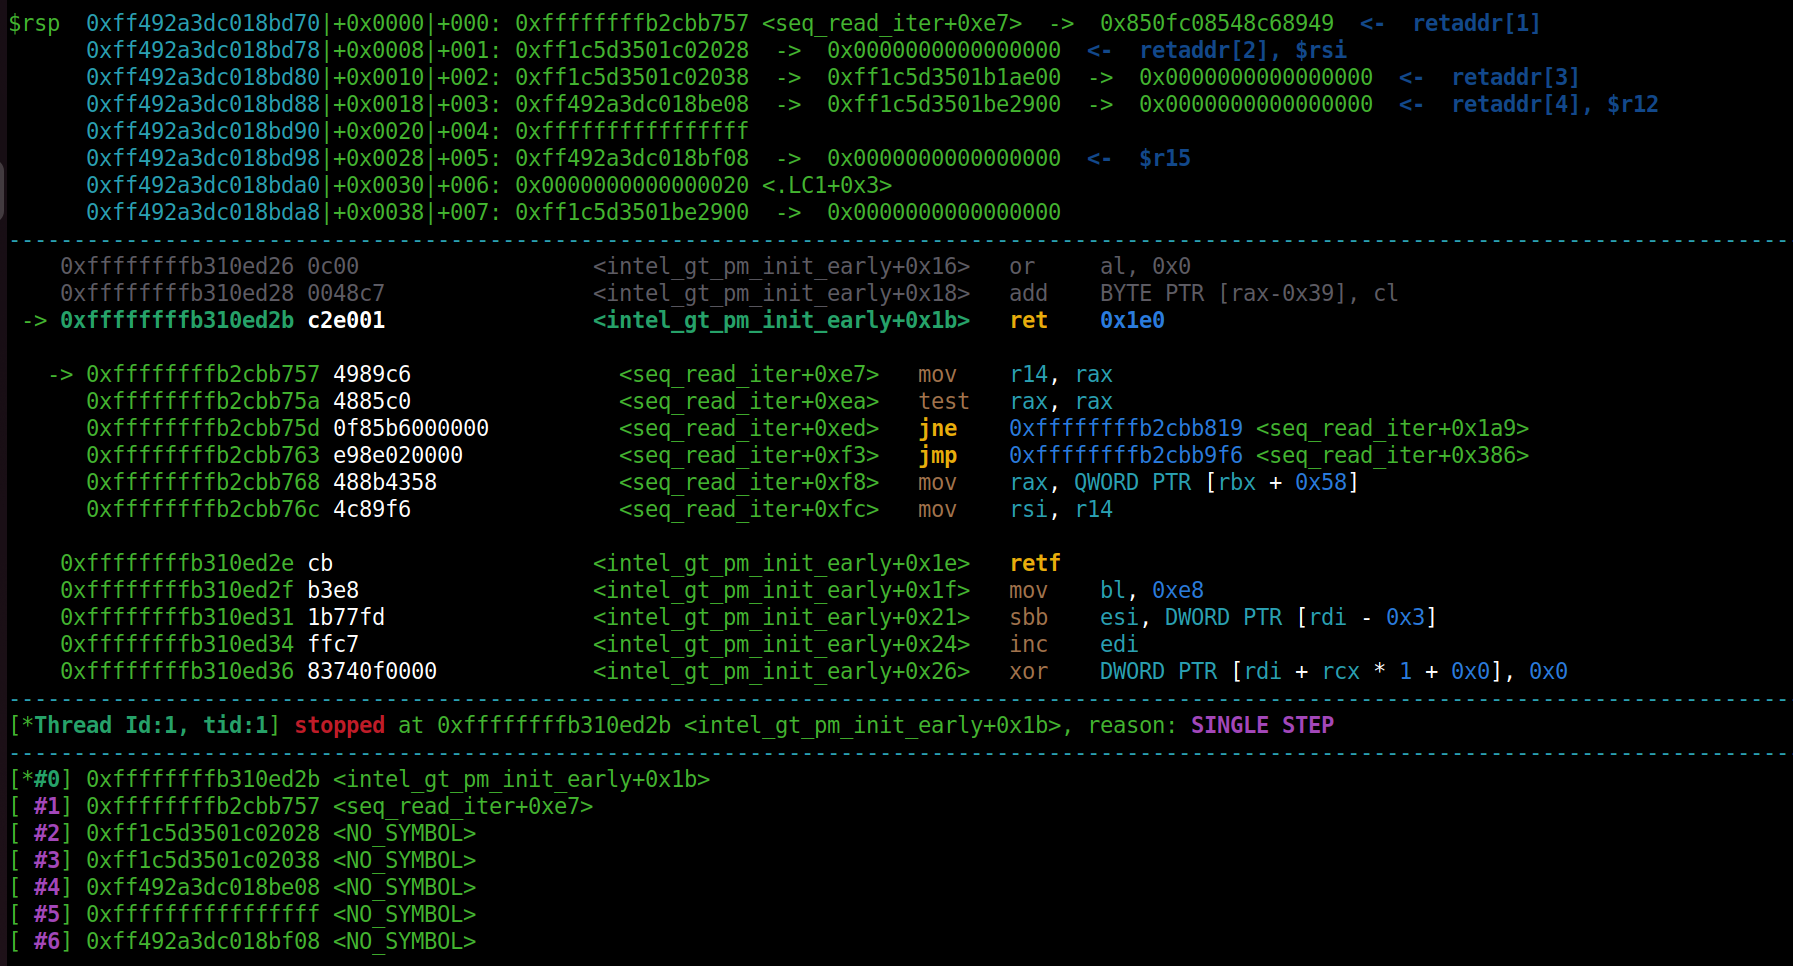 $rsp  0xff492a3dc018bd70|+0x0000|+000: 0xffffffffb2cbb757 <seq_read_iter+0xe7>  ->  0x850fc08548c68949  <-  retaddr[1]
      0xff492a3dc018bd78|+0x0008|+001: 0xff1c5d3501c02028  ->  0x0000000000000000  <-  retaddr[2], $rsi
      0xff492a3dc018bd80|+0x0010|+002: 0xff1c5d3501c02038  ->  0xff1c5d3501b1ae00  ->  0x0000000000000000  <-  retaddr[3]
      0xff492a3dc018bd88|+0x0018|+003: 0xff492a3dc018be08  ->  0xff1c5d3501be2900  ->  0x0000000000000000  <-  retaddr[4], $r12
      0xff492a3dc018bd90|+0x0020|+004: 0xffffffffffffffff
      0xff492a3dc018bd98|+0x0028|+005: 0xff492a3dc018bf08  ->  0x0000000000000000  <-  $r15
      0xff492a3dc018bda0|+0x0030|+006: 0x0000000000000020 <.LC1+0x3>
      0xff492a3dc018bda8|+0x0038|+007: 0xff1c5d3501be2900  ->  0x0000000000000000
    0xffffffffb310ed26 0c00                  <intel_gt_pm_init_early+0x16>   or     al, 0x0
    0xffffffffb310ed28 0048c7                <intel_gt_pm_init_early+0x18>   add    BYTE PTR [rax-0x39], cl
 -> 0xffffffffb310ed2b c2e001                <intel_gt_pm_init_early+0x1b>   ret    0x1e0
   -> 0xffffffffb2cbb757 4989c6                <seq_read_iter+0xe7>   mov    r14, rax
      0xffffffffb2cbb75a 4885c0                <seq_read_iter+0xea>   test   rax, rax
      0xffffffffb2cbb75d 0f85b6000000          <seq_read_iter+0xed>   jne    0xffffffffb2cbb819 <seq_read_iter+0x1a9>
      0xffffffffb2cbb763 e98e020000            <seq_read_iter+0xf3>   jmp    0xffffffffb2cbb9f6 <seq_read_iter+0x386>
      0xffffffffb2cbb768 488b4358              <seq_read_iter+0xf8>   mov    rax, QWORD PTR [rbx + 0x58]
      0xffffffffb2cbb76c 4c89f6                <seq_read_iter+0xfc>   mov    rsi, r14
    0xffffffffb310ed2e cb                    <intel_gt_pm_init_early+0x1e>   retf
    0xffffffffb310ed2f b3e8                  <intel_gt_pm_init_early+0x1f>   mov    bl, 0xe8
    0xffffffffb310ed31 1b77fd                <intel_gt_pm_init_early+0x21>   sbb    esi, DWORD PTR [rdi - 0x3]
    0xffffffffb310ed34 ffc7                  <intel_gt_pm_init_early+0x24>   inc    edi
    0xffffffffb310ed36 83740f0000            <intel_gt_pm_init_early+0x26>   xor    DWORD PTR [rdi + rcx * 1 + 0x0], 0x0
[*Thread Id:1, tid:1] stopped at 0xffffffffb310ed2b <intel_gt_pm_init_early+0x1b>, reason: SINGLE STEP
[*#0] 0xffffffffb310ed2b <intel_gt_pm_init_early+0x1b>
[ #1] 0xffffffffb2cbb757 <seq_read_iter+0xe7>
[ #2] 0xff1c5d3501c02028 <NO_SYMBOL>
[ #3] 0xff1c5d3501c02038 <NO_SYMBOL>
[ #4] 0xff492a3dc018be08 <NO_SYMBOL>
[ #5] 0xffffffffffffffff <NO_SYMBOL>
[ #6] 0xff492a3dc018bf08 <NO_SYMBOL>